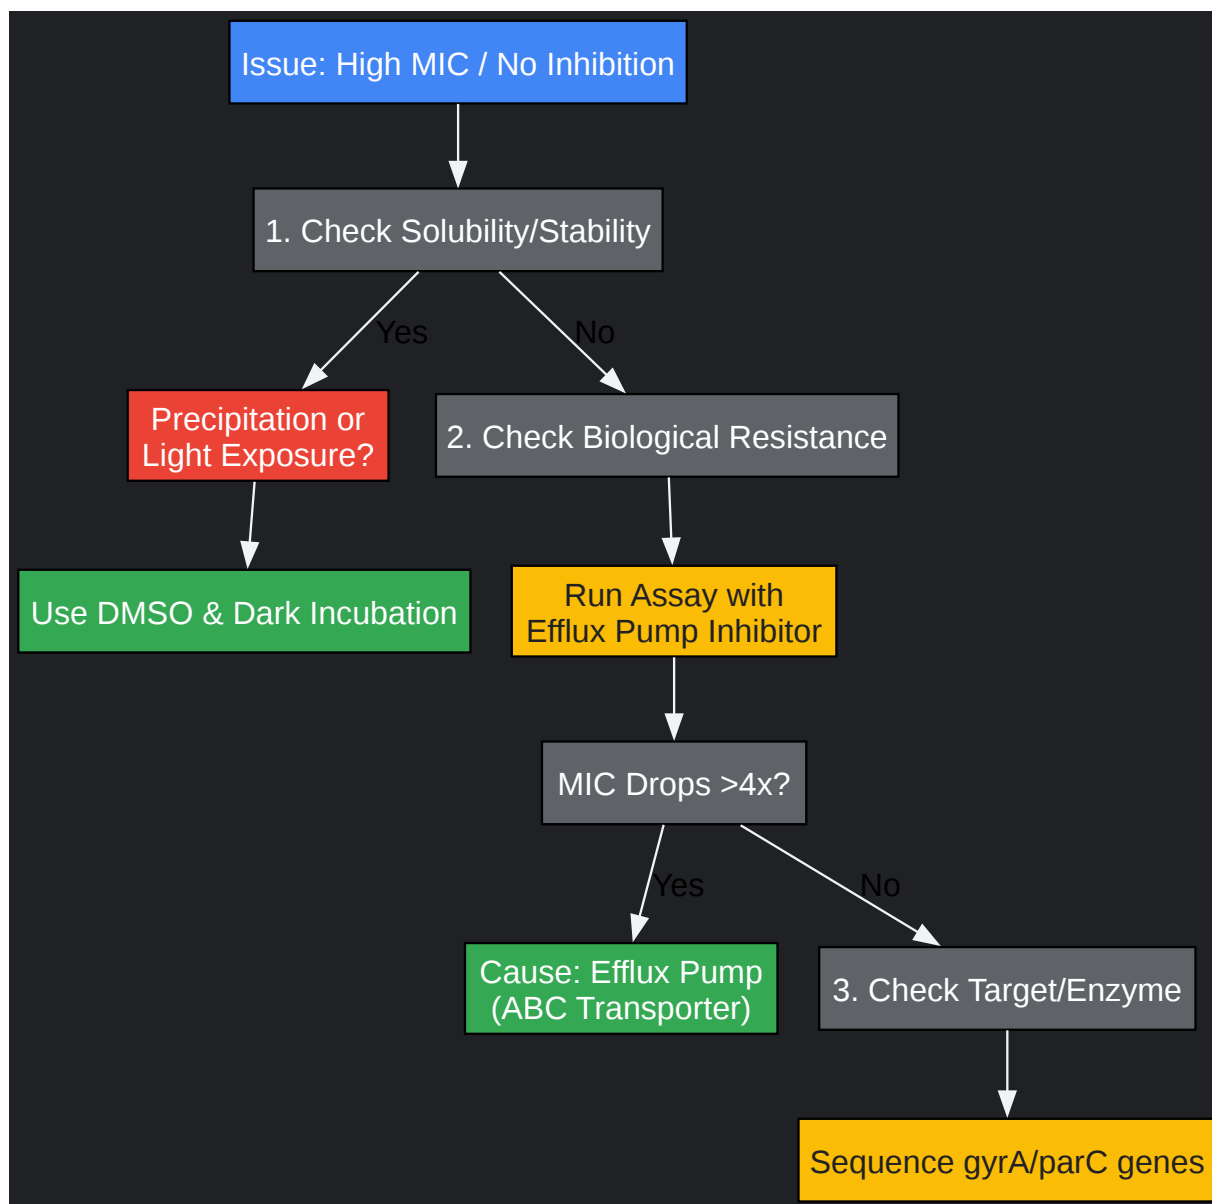 Issue: High MIC / No Inhibition
1. Check Solubility/Stability
Yes
No
Precipitation or
Light Exposure?
2. Check Biological Resistance
Use DMSO & Dark Incubation
Run Assay with
Efflux Pump Inhibitor
MIC Drops >4x?
Yes
No
Cause: Efflux Pump
(ABC Transporter)
3. Check Target/Enzyme
Sequence gyrA/parC genes